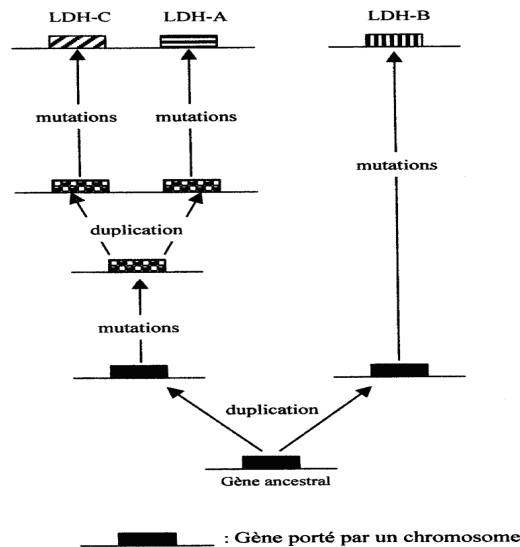 LDH-C LDH-A LDH-B
mutations mutations
mutations
duplication
mutations
duplication
Gène ancestral
: Gène porté par un chromosome